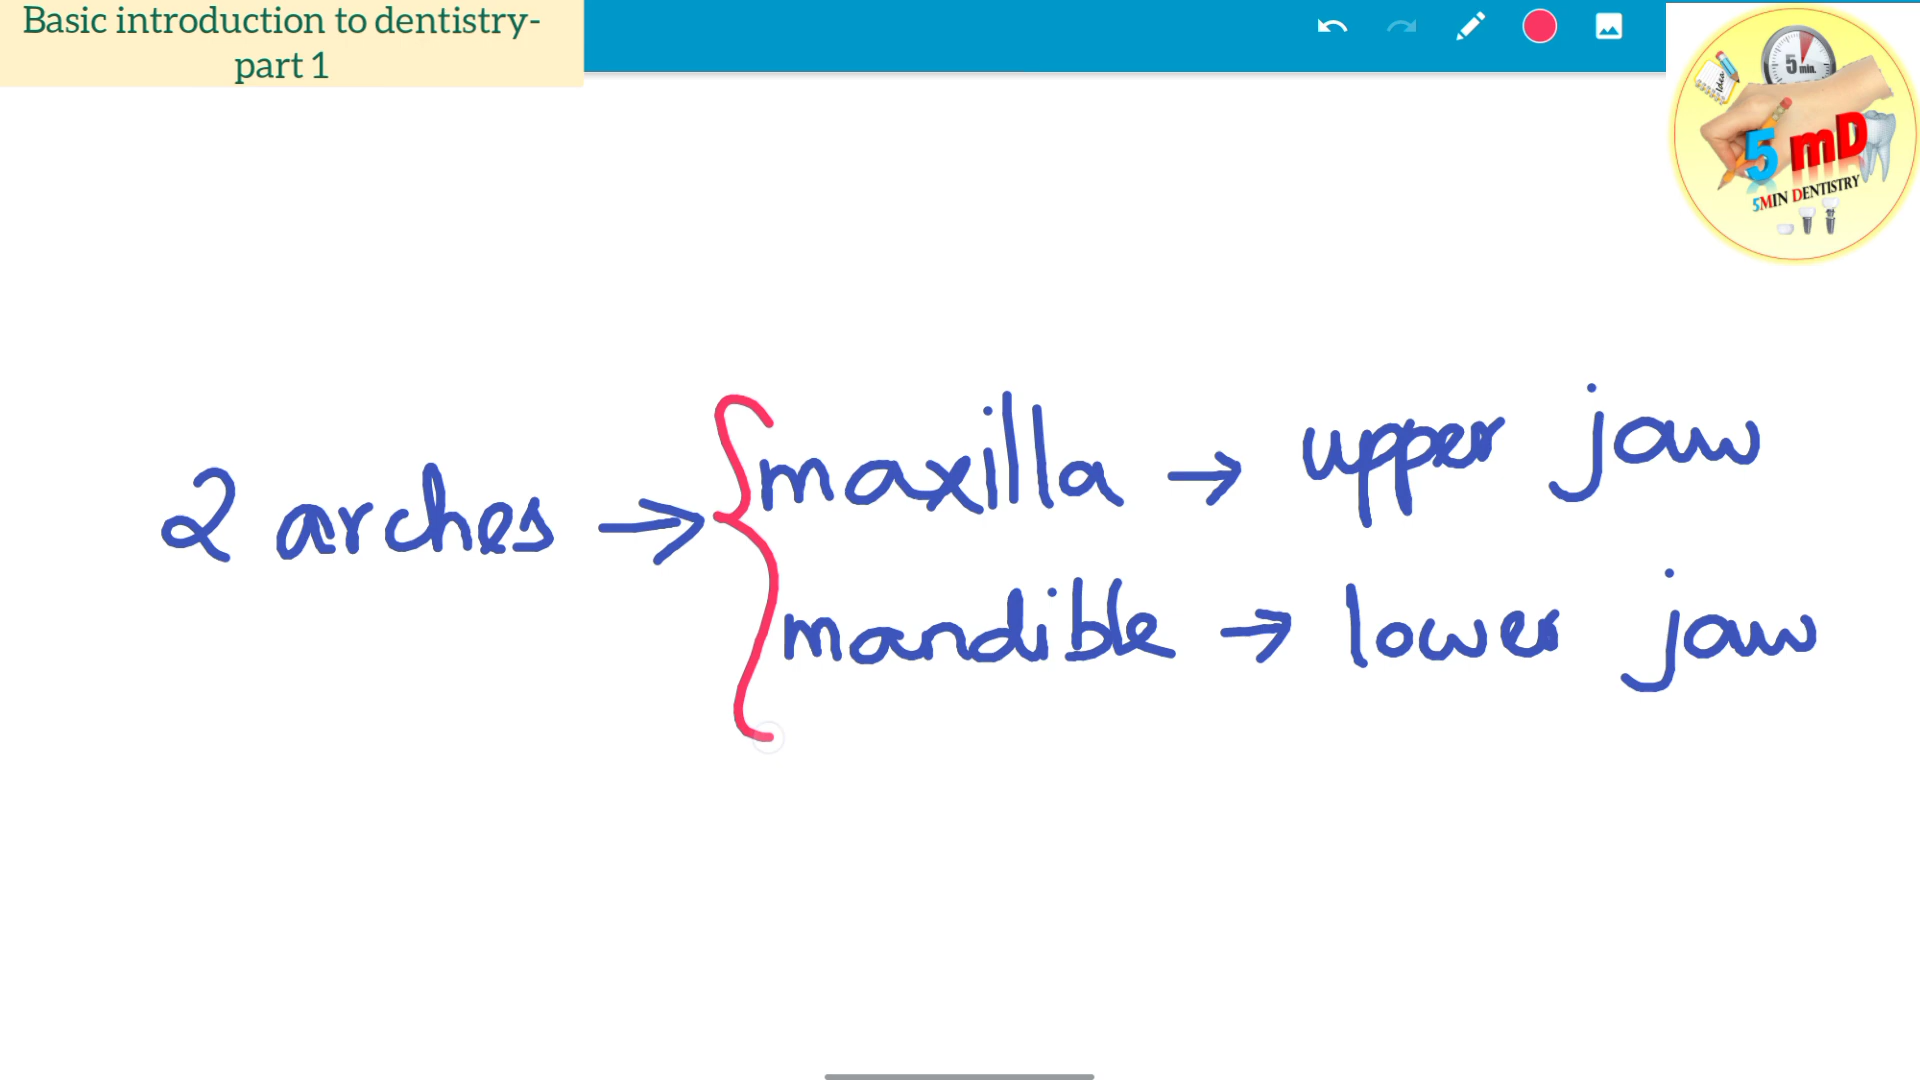 Basic introduction to dentistry-
part 1
5
min.
Idea
5 mD
5MIN DENTISTRY
2 arches → maxilla → upper jaw
mandible → lower jaw